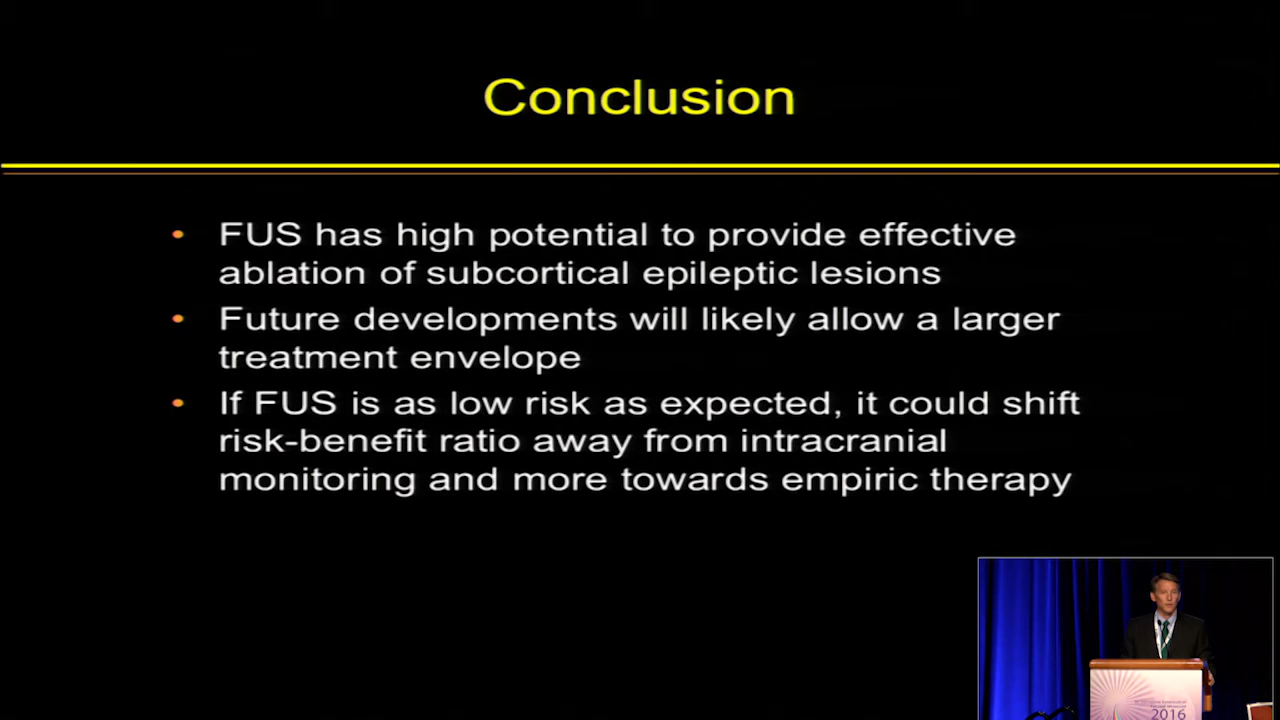 Conclusion
• FUS has high potential to provide effective
ablation of subcortical epileptic lesions
• Future developments will likely allow a larger
treatment envelope
• If FUS is as low risk as expected, it could shift
risk-benefit ratio away from intracranial
monitoring and more towards empiric therapy
2016